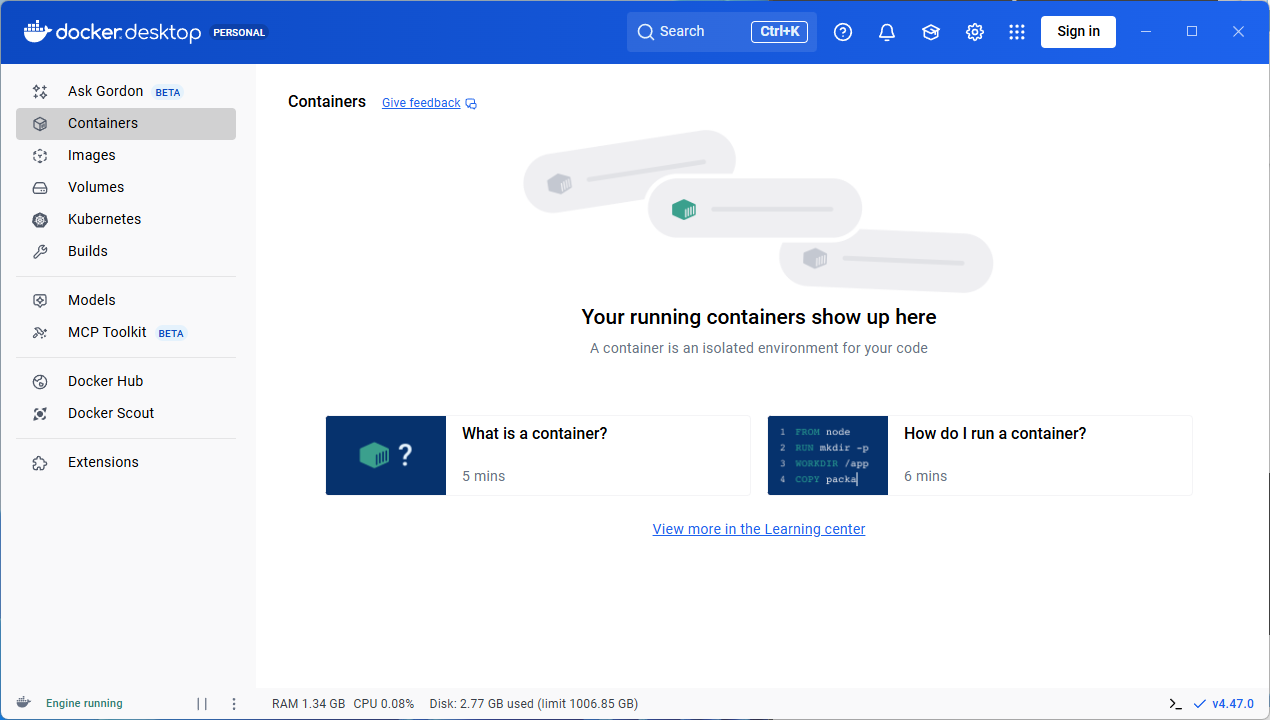 docker.desktop PERSONAL
Search Ctrl+K
Sign in
Ask Gordon BETA
Containers
Images
Volumes
Kubernetes
Builds
Models
MCP Toolkit BETA
Docker Hub
Docker Scout
Extensions
Containers Give feedback
Your running containers show up here
A container is an isolated environment for your code
?
What is a container?
5 mins
1 FROM node
2 RUN mkdir -p
3 WORKDIR /app
4 COPY packa
How do I run a container?
6 mins
View more in the Learning center
Engine running
RAM 1.34 GB CPU 0.08% Disk: 2.77 GB used (limit 1006.85 GB)
v4.47.0